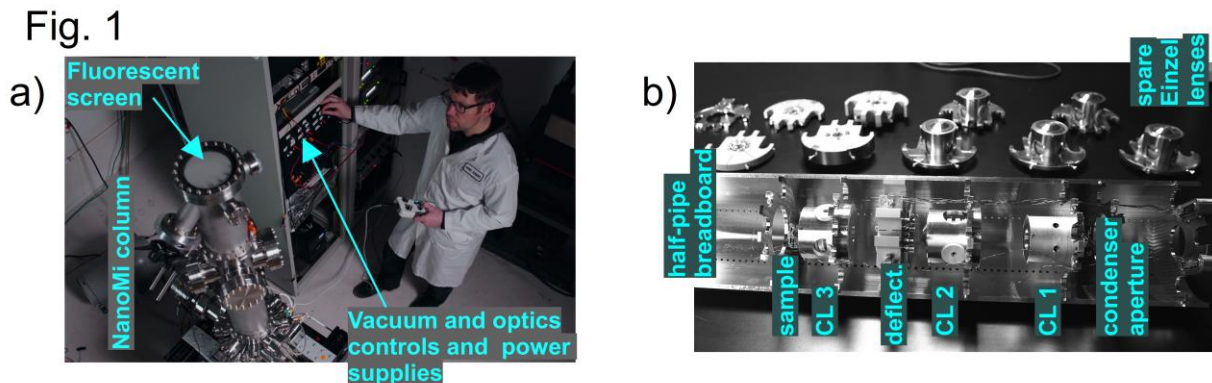 Fig. 1
a)
Fluorescent
screen
NanoMi column
Vacuum and optics
controls and power
supplies
b)
spare
Einzel
lenses
half-pipe
breadboard
sample
CL 3
deflect.
CL 2
CL 1
condenser
aperture